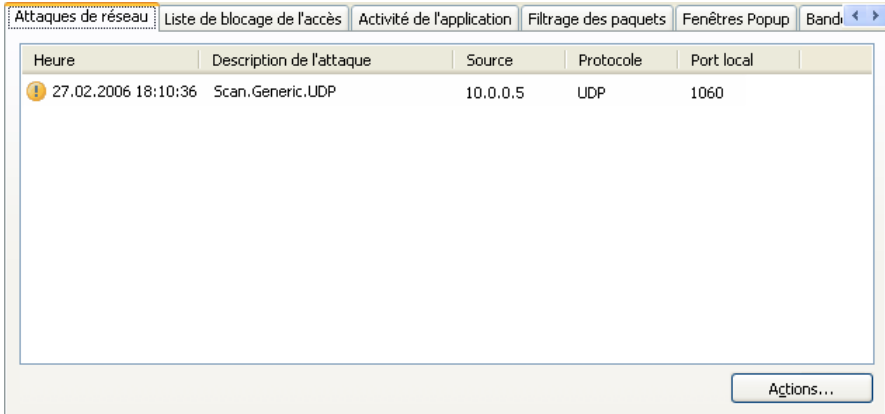 Attaques de réseau Liste de blocage de l'accès Activité de l'application Filtrage des paquets Fenêtres Popup
Heure Description de l'attaque Source Protocole Port local
27.02.2006 18:10:36 Scan.Generic.UDP 10.0.0.5 UDP 1060
Actions...